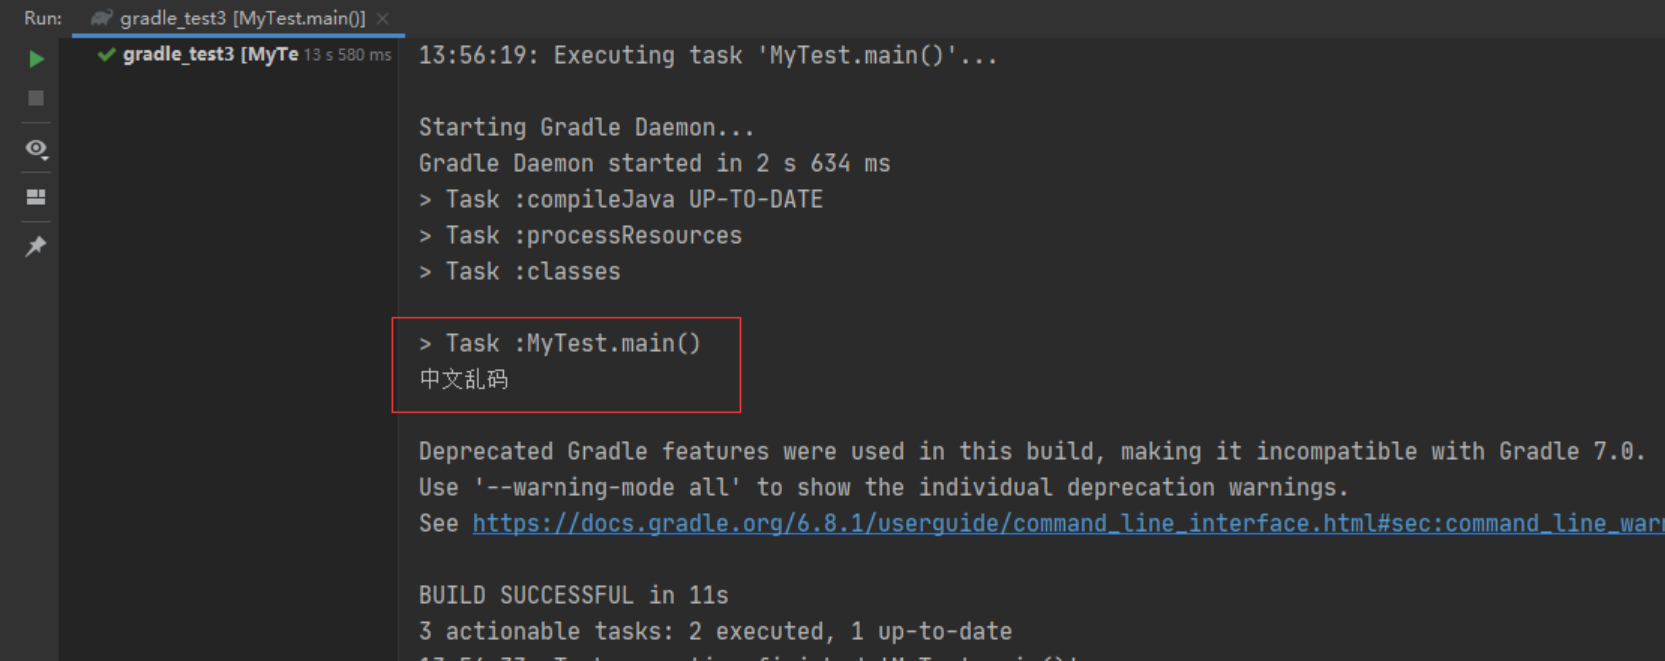 Run: gradle_test3 [MyTest.main()]
gradle_test3 [MyTe 13 s 580 ms
13:56:19: Executing task 'MyTest.main()'...
Starting Gradle Daemon...
Gradle Daemon started in 2 s 634 ms
> Task :compileJava UP-TO-DATE
> Task :processResources
> Task :classes
> Task :MyTest.main()
中文乱码
Deprecated Gradle features were used in this build, making it incompatible with Gradle 7.0.
Use '--warning-mode all' to show the individual deprecation warnings.
See https://docs.gradle.org/6.8.1/userguide/command_line_interface.html#sec:command_line_warn
BUILD SUCCESSFUL in 11s
3 actionable tasks: 2 executed, 1 up-to-date